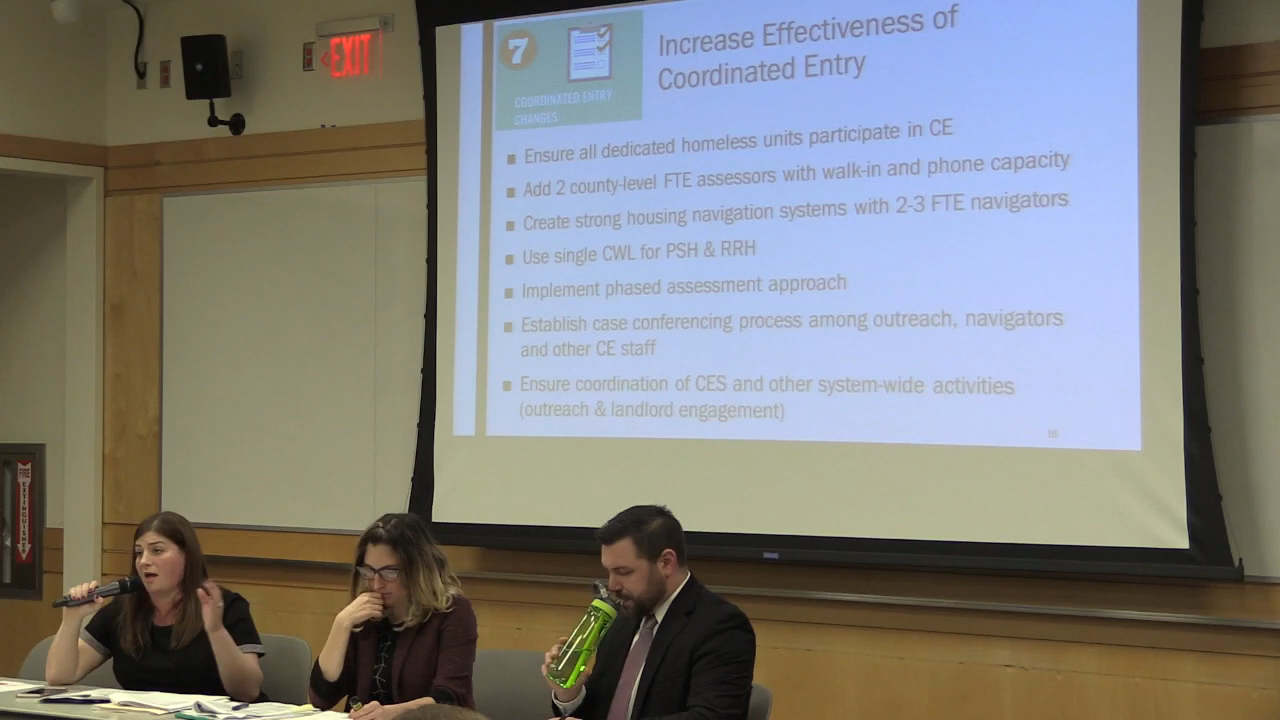 EXIT
7
COORDINATED ENTRY
CHANGES
Increase Effectiveness of
Coordinated Entry
Ensure all dedicated homeless units participate in CE
Add 2 county-level FTE assessors with walk-in and phone capacity
Create strong housing navigation systems with 2-3 FTE navigators
Use single CWL for PSH & RRH
Implement phased assessment approach
Establish case conferencing process among outreach, navigators
and other CE staff
Ensure coordination of CES and other system-wide activities
(outreach & landlord engagement)
FIRE
EXTINGUISHER